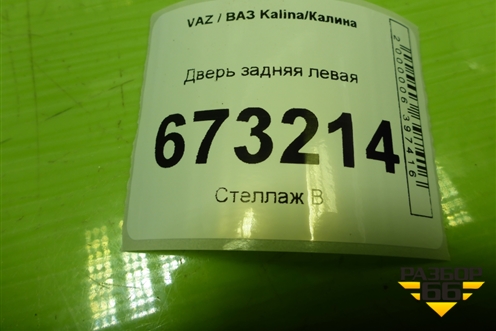 VAZ / ВАЗ Kalina/Калина
Дверь задняя левая
673214
Стеллаж В
2000006397416
РАЗБОР
66